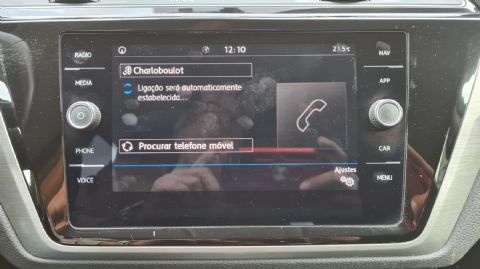 RADIO
MEDIA
PHONE
VOICE
12:10
21.5°C
Charloboulot
Ligação será automaticamente
estabelecida...
Procurar telefone móvel
Ajustes
NAV
APP
CAR
MENU